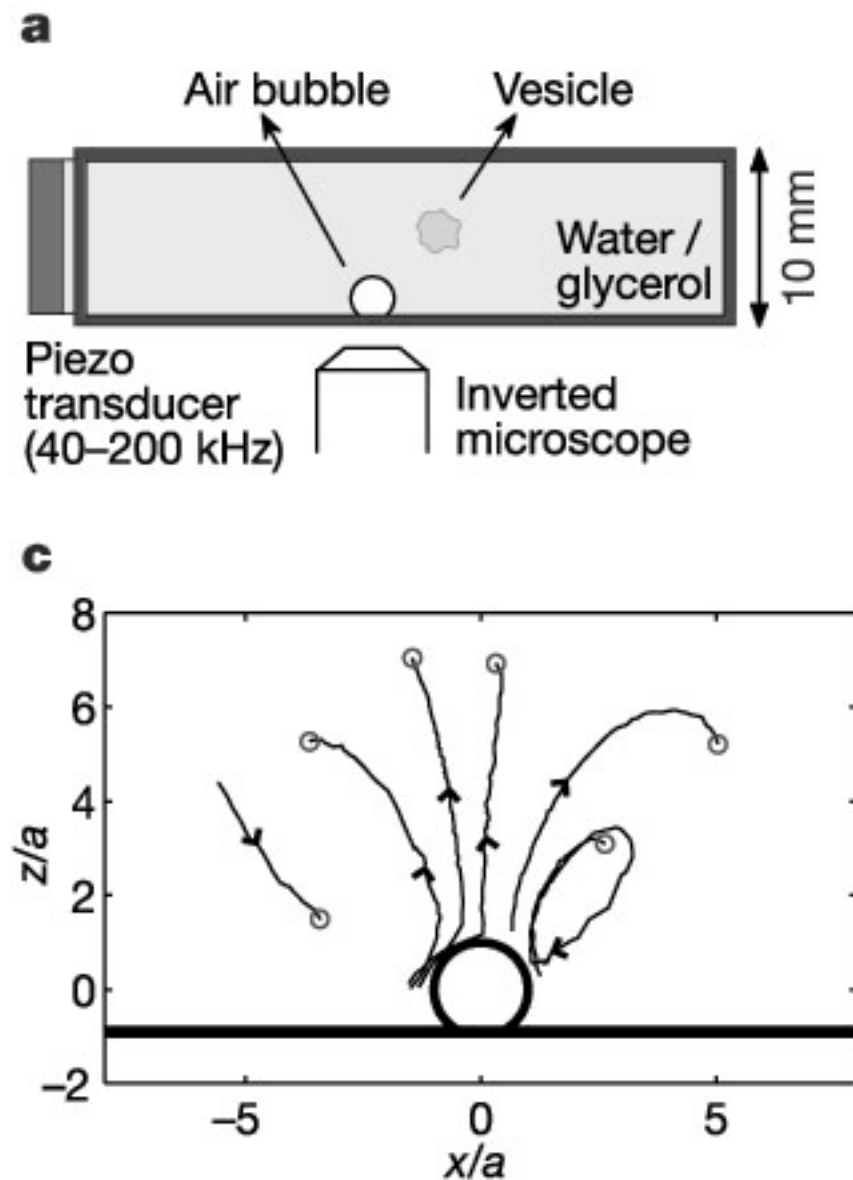 a
Air bubble
Vesicle
Water /
glycerol
10 mm
Piezo
transducer
(40–200 kHz)
Inverted
microscope
c
8
6
4
2
0
–2
z/a
–5
0
5
x/a